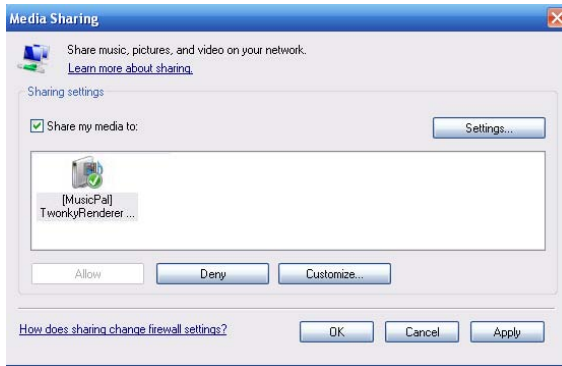 Media Sharing
Share music, pictures, and video on your network.
Learn more about sharing.
Sharing settings
Share my media to:
Settings...
[MusicPal]
TwonkyRenderer ...
Allow
Deny
Customize...
How does sharing change firewall settings?
OK
Cancel
Apply